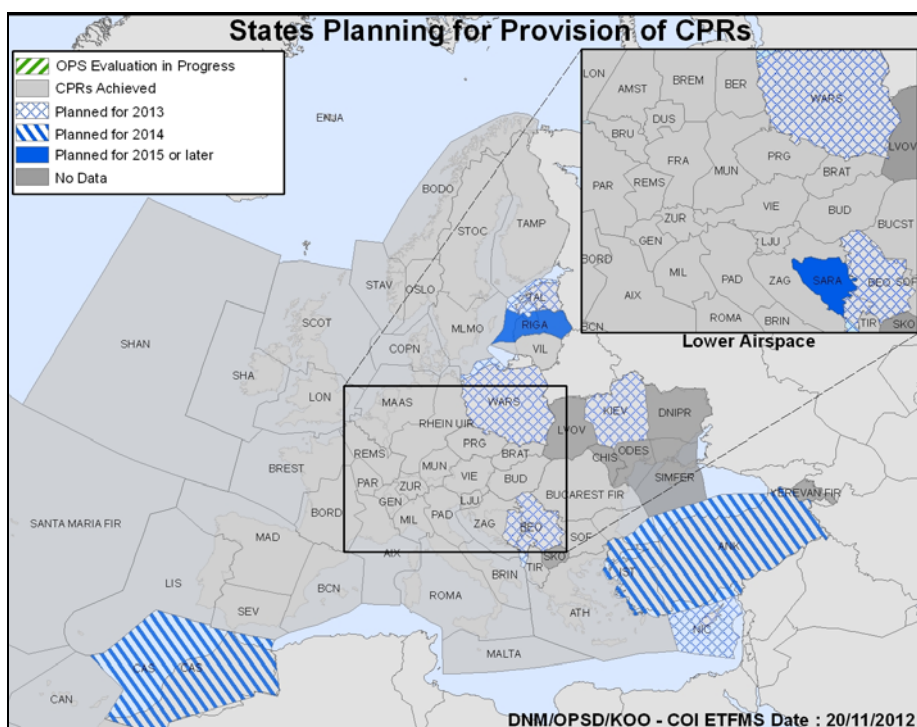 States Planning for Provision of CPRs
OPS Evaluation in Progress
CPRs Achieved
Planned for 2013
Planned for 2014
Planned for 2015 or later
No Data
LON
AMST
BREM
BER
WARS
DUS
BRU
LVOV
FRA
PRG
PAR
REMS
MUN
BRAT
VIE
BUD
ZUR
BUCST
GEN
LJU
BORD
MIL
PAD
ZAG
SARA
BEO
SOF
AIX
ROMA
BRIN
TIR
SKO
BCN
Lower Airspace
ENJA
BODO
STOC
TAMP
STAV
OSLO
TAL
SCOT
MLMO
RIGA
SHAN
COPN
VIL
SHA
LON
MAAS
WARS
KIEV
DNIPR
RHEIN UIR
LVOV
PRG
REMS
BRAT
CHIS
ODES
BREST
MUN
VIE
SIMFER
PAR
ZUR
BUD
YEREVAN FIR
GEN
LJU
BUCAREST FIR
BORD
SANTA MARIA FIR
MIL
PAD
ZAG
BEO
MAD
SOF
ANK
AIX
SKO
TIR
IST
LIS
BCN
ROMA
BRIN
SEV
ATH
NIC
MALTA
CAS
CAS
CAN
DNM/OPSD/KOO - COI ETFMS Date : 20/11/2012